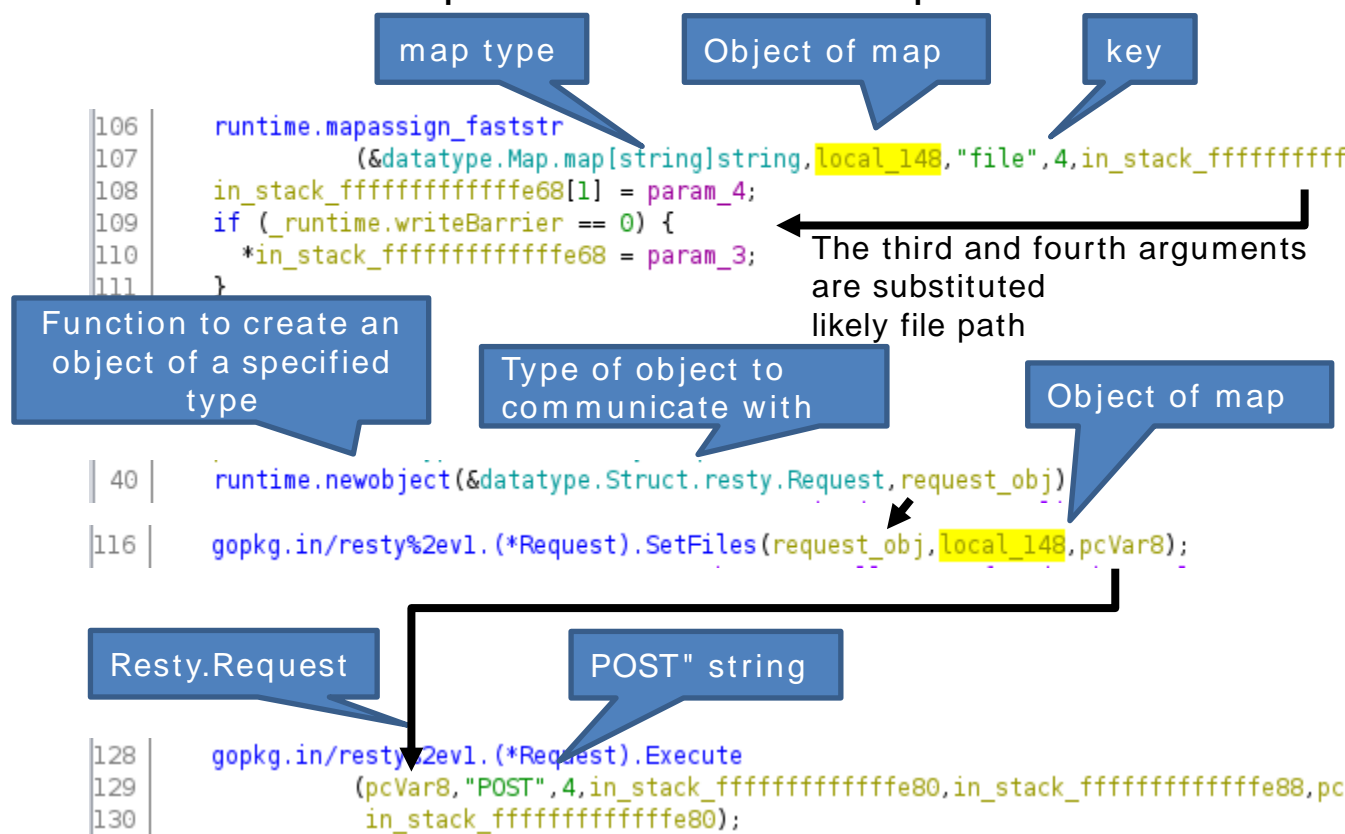 map type
Object of map
key
106 runtime.mapassign_faststr
107 (&datatype.Map.map[string]string,local_148,"file",4,in_stack_ffffffffff
108 in_stack_fffffffffffffe68[1] = param_4;
109 if (_runtime.writeBarrier == 0) {
110 *in_stack_fffffffffffffe68 = param_3;
111 }
The third and fourth arguments
are substituted
likely file path
Function to create an
object of a specified
type
Type of object to
communicate with
Object of map
40 runtime.newobject(&datatype.Struct.resty.Request,request_obj)
116 gopkg.in/resty%2ev1.(*Request).SetFiles(request_obj,local_148,pcVar8);
Resty.Request
POST" string
128 gopkg.in/resty%2ev1.(*Request).Execute
129 (pcVar8,"POST",4,in_stack_fffffffffffffe80,in_stack_fffffffffffffe88,pc
130 in_stack_fffffffffffffe80);